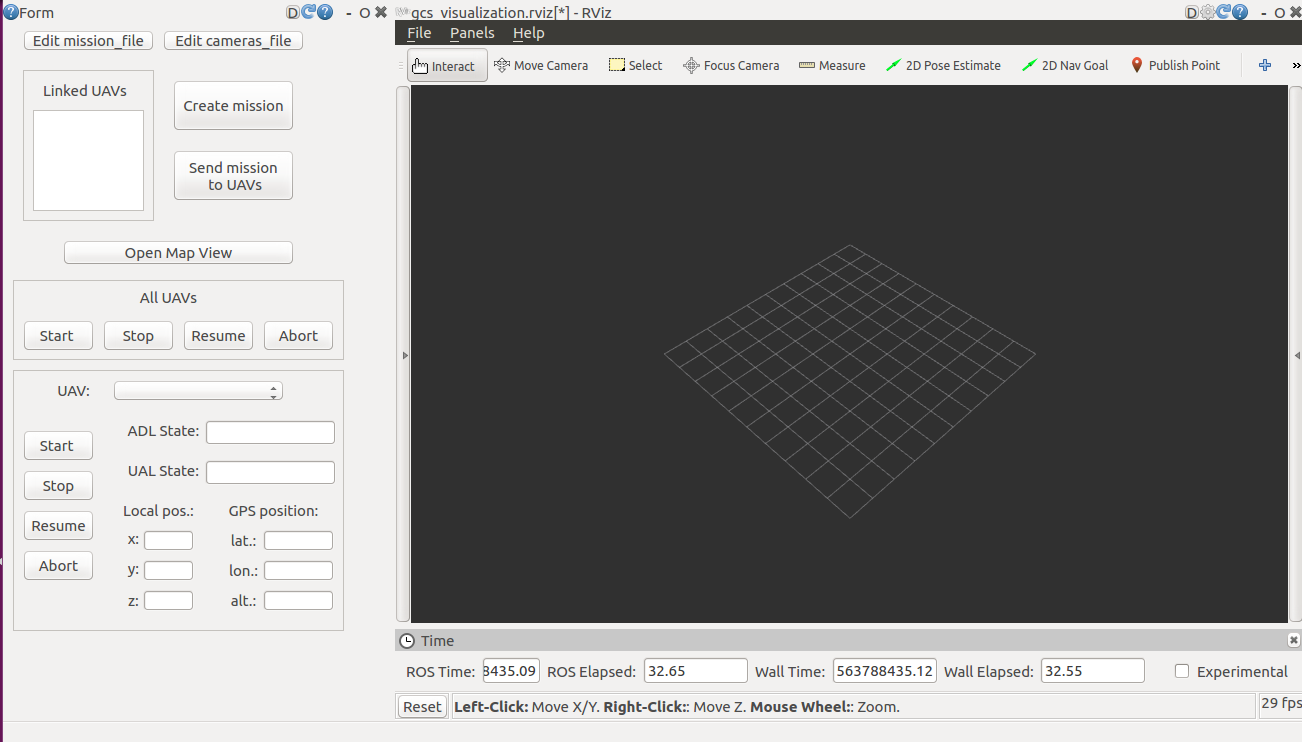 Form
D
- O
Edit mission_file
Edit cameras_file
Linked UAVs
Create mission
Send mission
to UAVs
Open Map View
All UAVs
Start
Stop
Resume
Abort
UAV:
Start
Stop
Resume
Abort
ADL State:
UAL State:
Local pos.:
GPS position:
x:
lat.:
y:
lon.:
z:
alt.:
gcs_visualization.rviz[*] - RViz
D
- O
File
Panels
Help
Interact
Move Camera
Select
Focus Camera
Measure
2D Pose Estimate
2D Nav Goal
Publish Point
»
Time
ROS Time:
8435.09
ROS Elapsed:
32.65
Wall Time:
563788435.12
Wall Elapsed:
32.55
Experimental
Reset
Left-Click: Move X/Y. Right-Click:: Move Z. Mouse Wheel:: Zoom.
29 fps